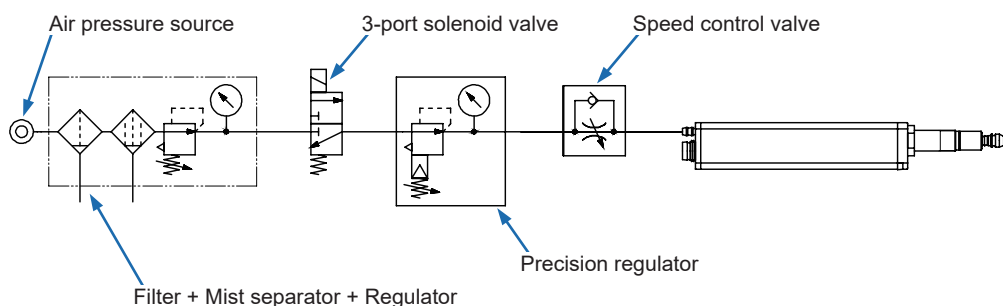 Air pressure source
3-port solenoid valve
Speed control valve
Precision regulator
Filter + Mist separator + Regulator